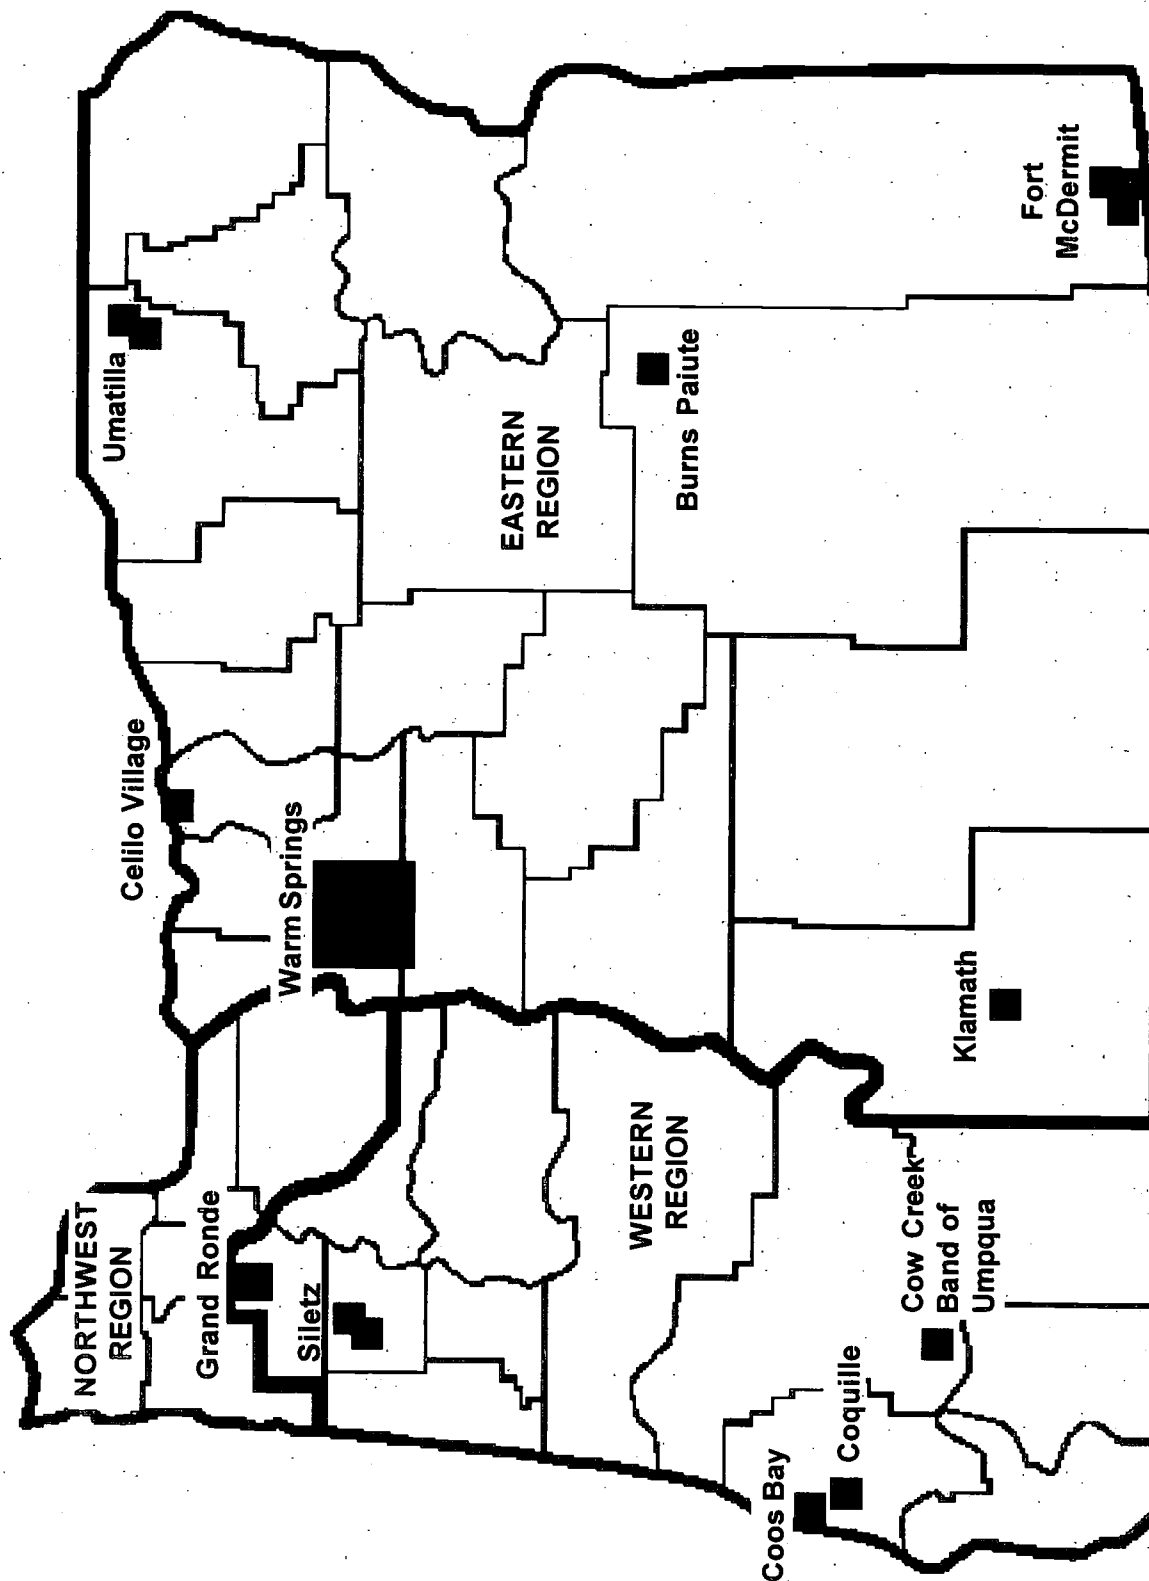 NORTHWEST
REGION
Grand Ronde
Siletz
Celilo Village
Warm Springs
Umatilla
EASTERN
REGION
Burns Paiute
Fort
McDermit
WESTERN
REGION
Klamath
Cow Creek
Band of
Umpqua
Coquille
Coos Bay